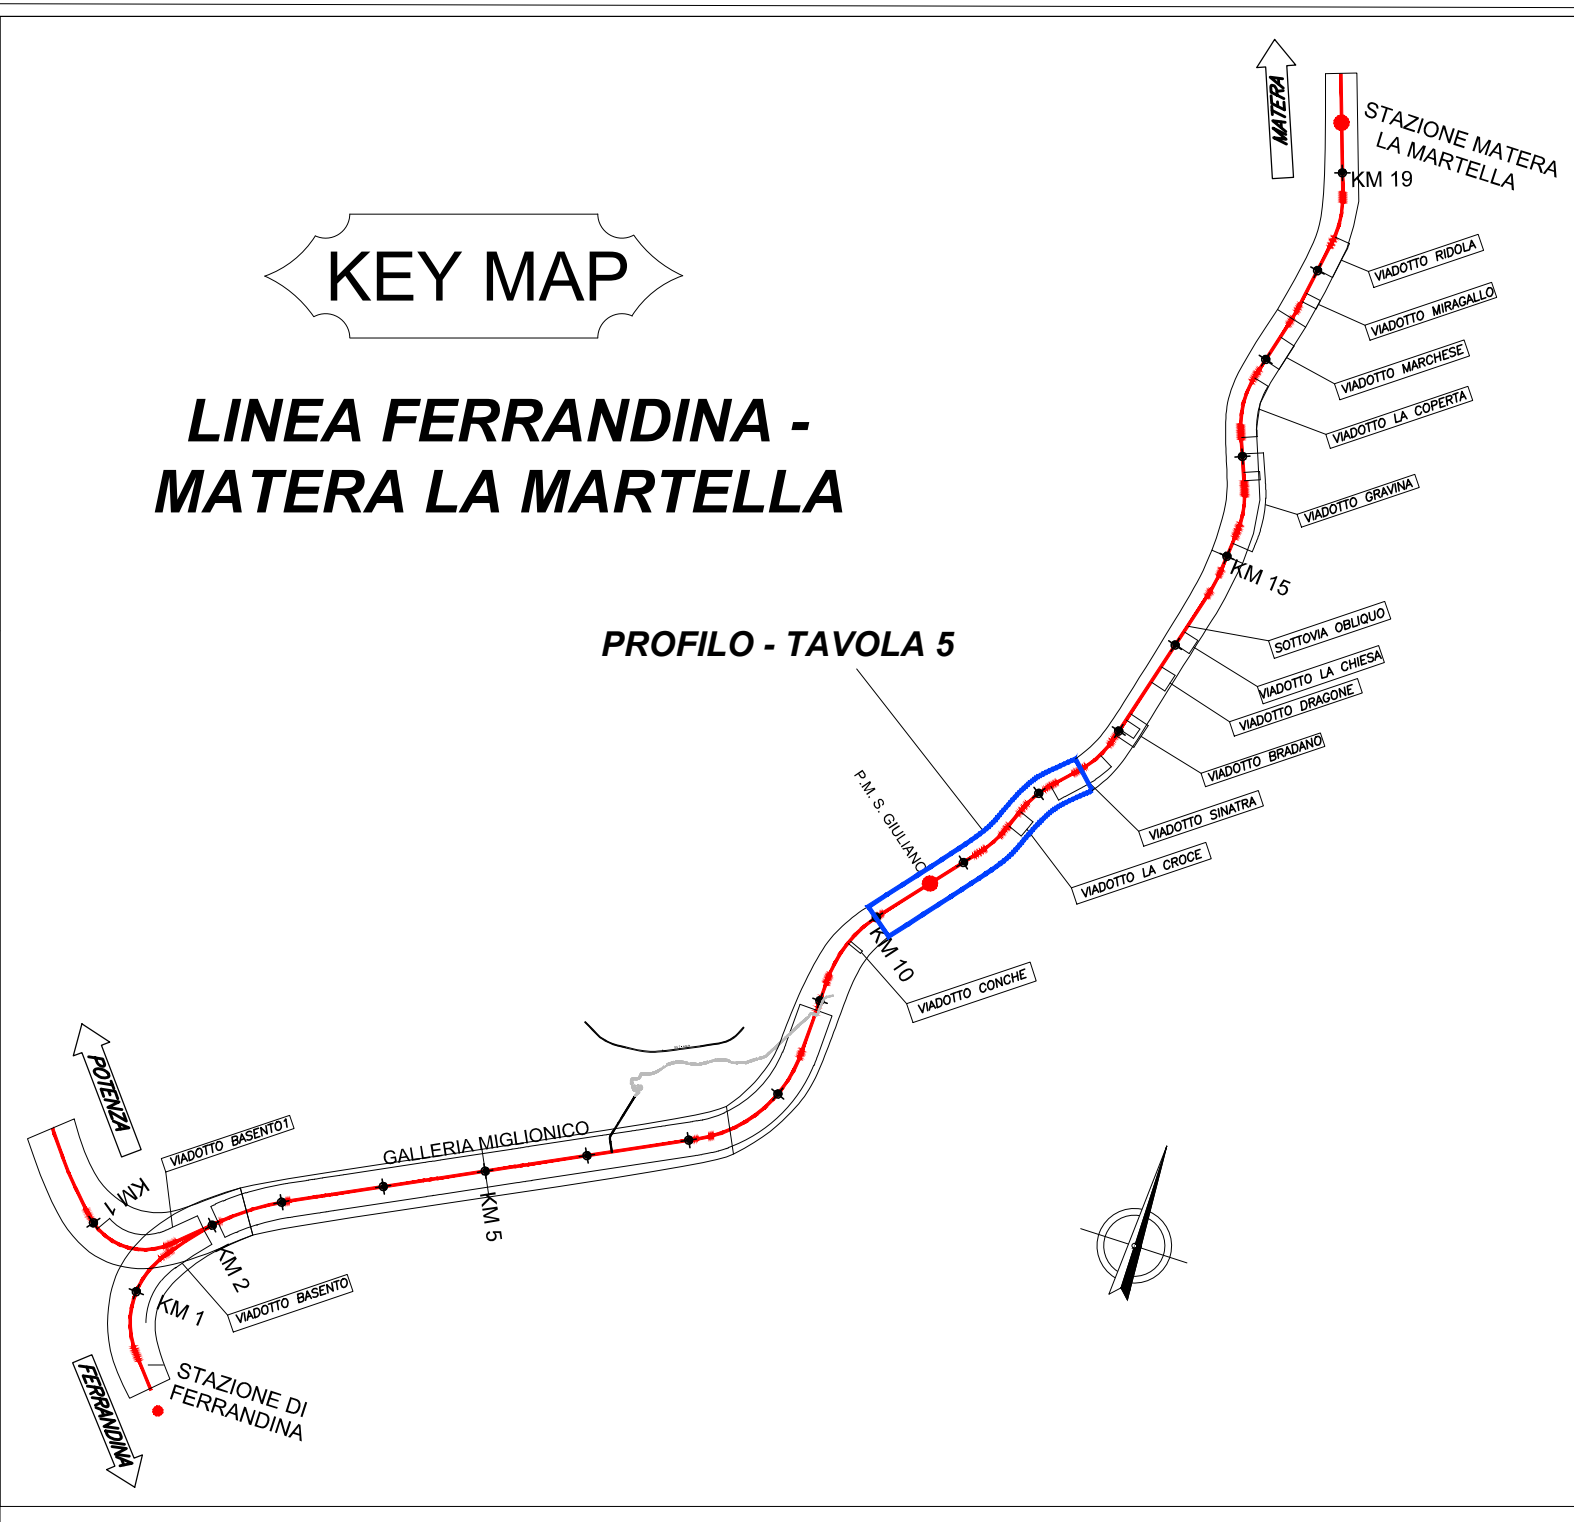 MATERA
STAZIONE MATERA
LA MARTELLA
KM 19
KEY MAP
VIADOTTO RIDOLA
VIADOTTO MIRAGALLO
VIADOTTO MARCHESE
VIADOTTO LA COPERTA
LINEA FERRANDINA -
MATERA LA MARTELLA
VIADOTTO GRAVINA
KM 15
PROFILO - TAVOLA 5
SOTTOVIA OBLIQUO
VIADOTTO LA CHIESA
VIADOTTO DRAGONE
VIADOTTO BRADANO
P.M. S. GIULIANO
VIADOTTO SINATRA
VIADOTTO LA CROCE
KM 10
VIADOTTO CONCHE
POTENZA
VIADOTTO BASENTO1
GALLERIA MIGLIONICO
KM 1
KM 5
KM 2
VIADOTTO BASENTO
KM 1
STAZIONE DI
FERRANDINA
FERRANDINA